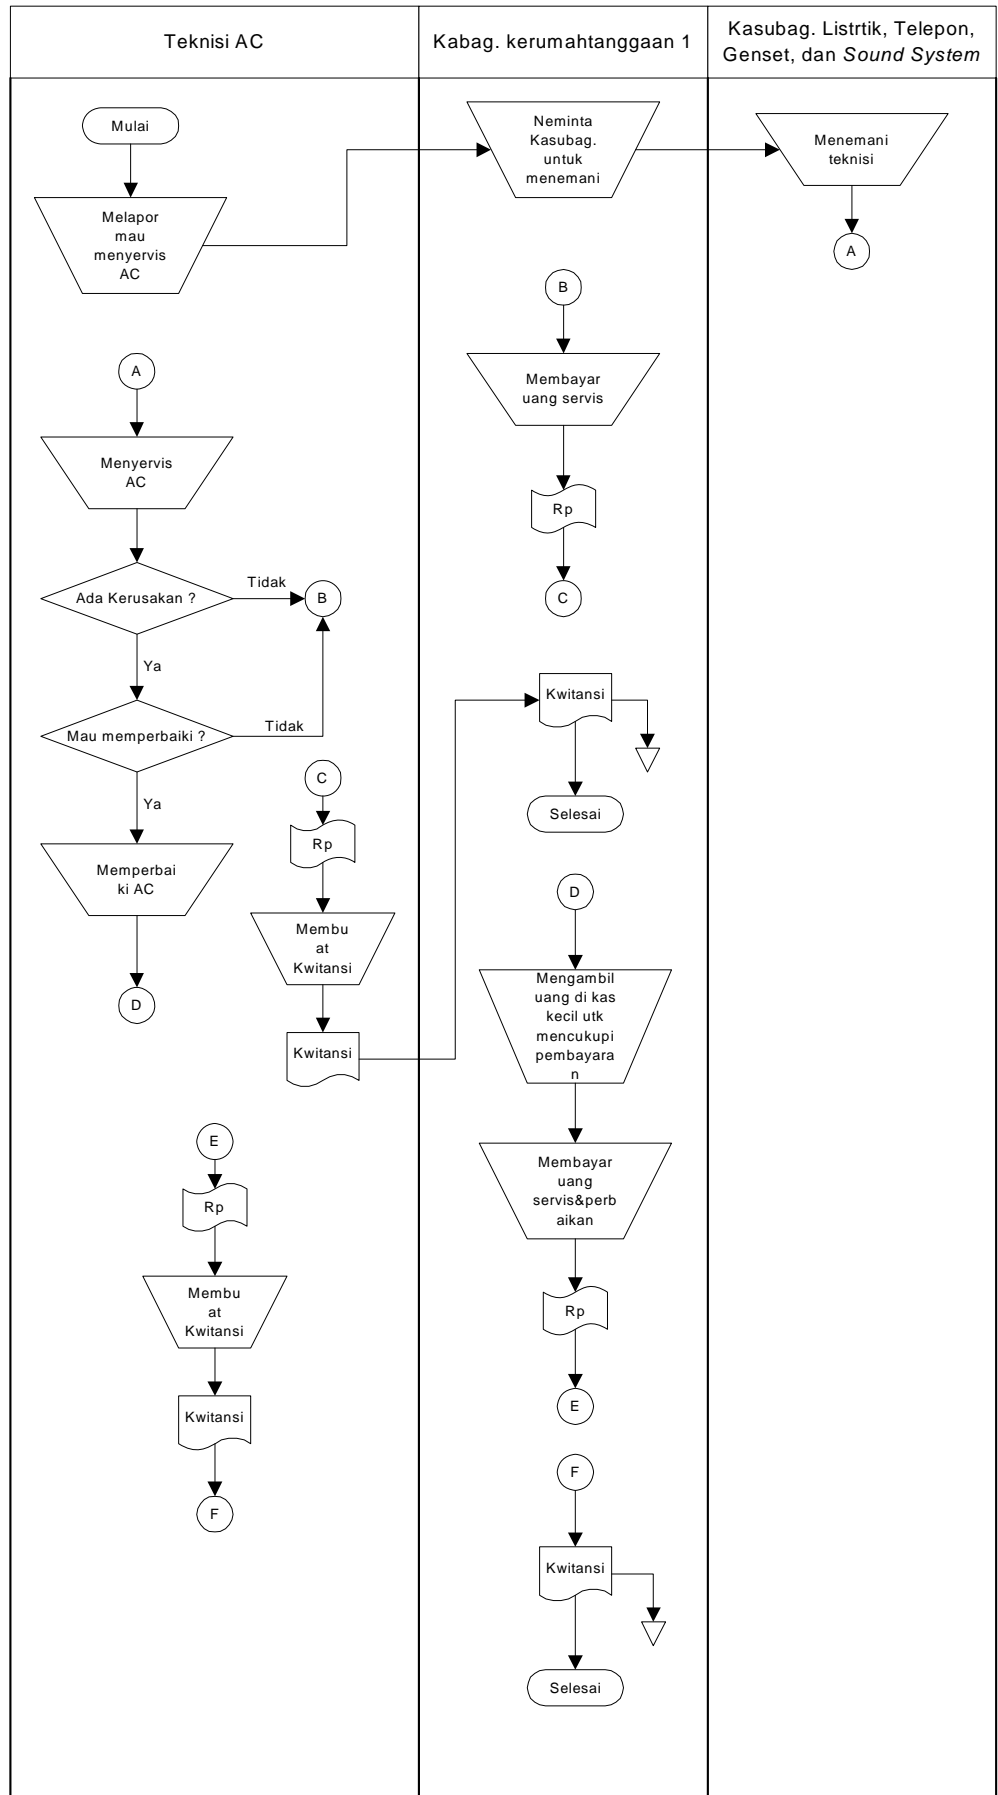 Teknisi AC
Kabag. kerumahtanggaan 1
Kasubag. Listrtik, Telepon,
Genset, dan Sound System
Mulai
Melapor
mau
menyervis
AC
Neminta
Kasubag.
untuk
menemani
Menemani
teknisi
A
A
Menyervis
AC
Ada Kerusakan ?
Tidak
B
Ya
Mau memperbaiki ?
Tidak
Ya
Memperbai
ki AC
D
C
Rp
Membu
at
Kwitansi
Kwitansi
E
Rp
Membu
at
Kwitansi
Kwitansi
F
B
Membayar
uang servis
Rp
C
Kwitansi
Selesai
D
Mengambil
uang di kas
kecil utk
mencukupi
pembayara
n
Membayar
uang
servis&perb
aikan
Rp
E
F
Kwitansi
Selesai